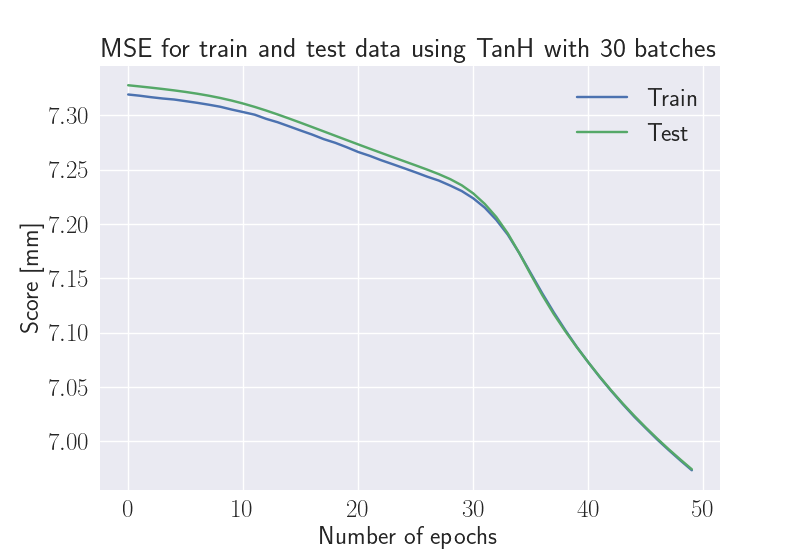 MSE for train and test data using TanH with 30 batches
Train
Test
Score [mm]
7.30
7.25
7.20
7.15
7.10
7.05
7.00
0 10 20 30 40 50
Number of epochs